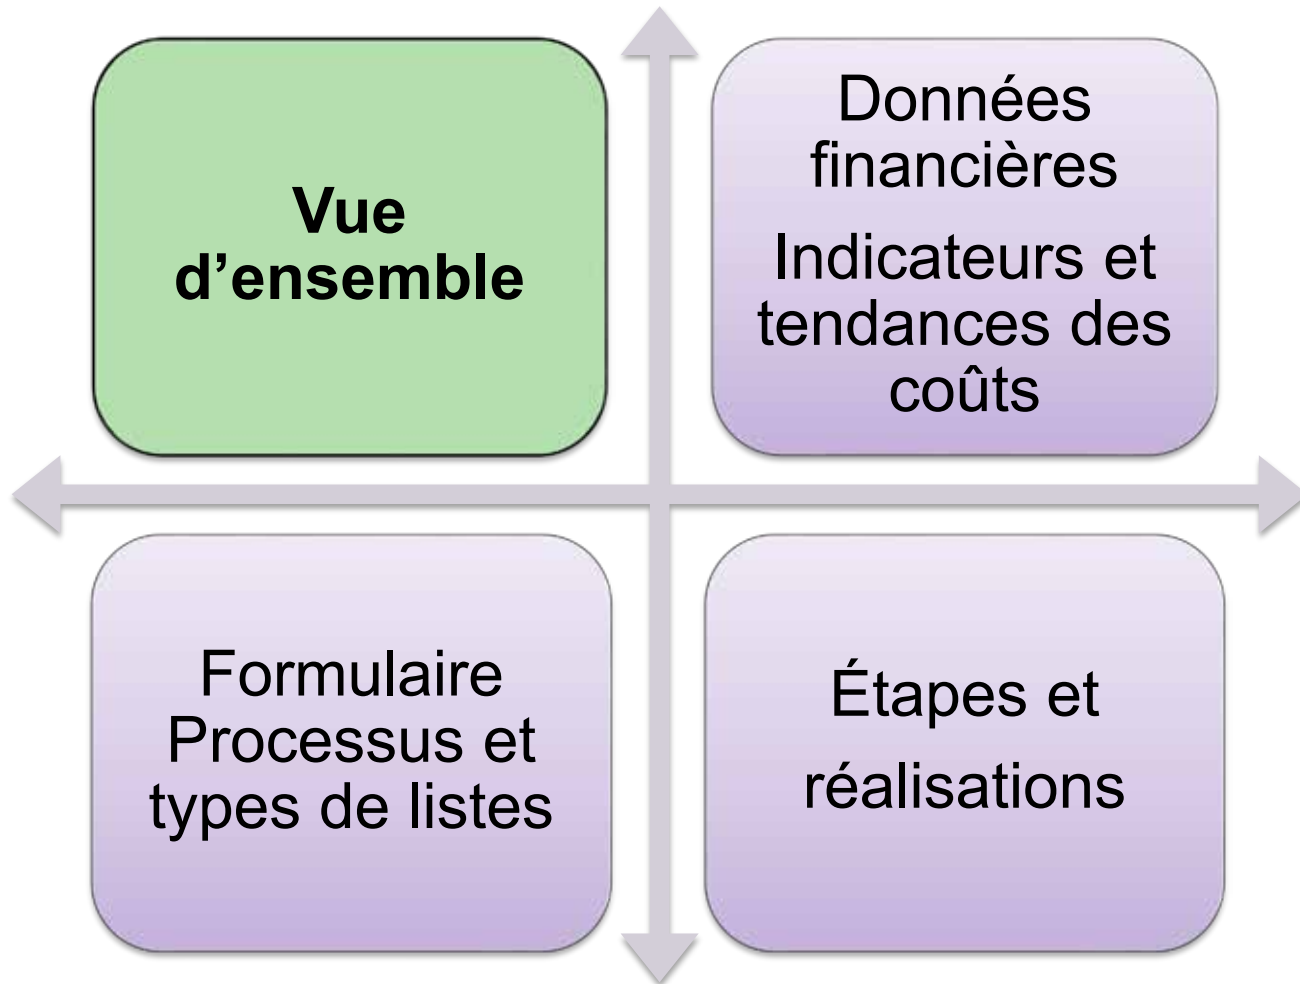 Vue
d’ensemble
Données
financières
Indicateurs et
tendances des
coûts
Formulaire
Processus et
types de listes
Étapes et
réalisations